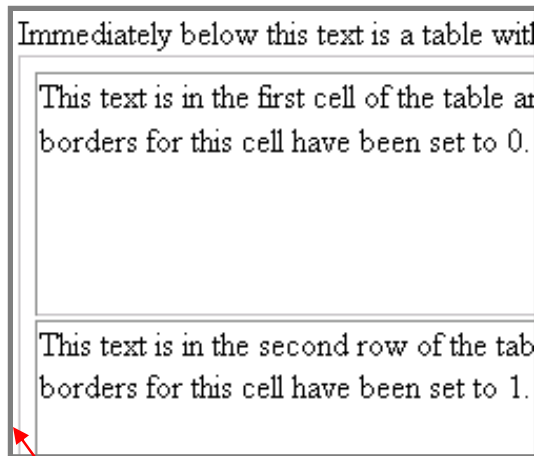 Immediately below this text is a table with
This text is in the first cell of the table
borders for this cell have been set to 0.
This text is in the second row of the
borders for this cell have been set to 1.